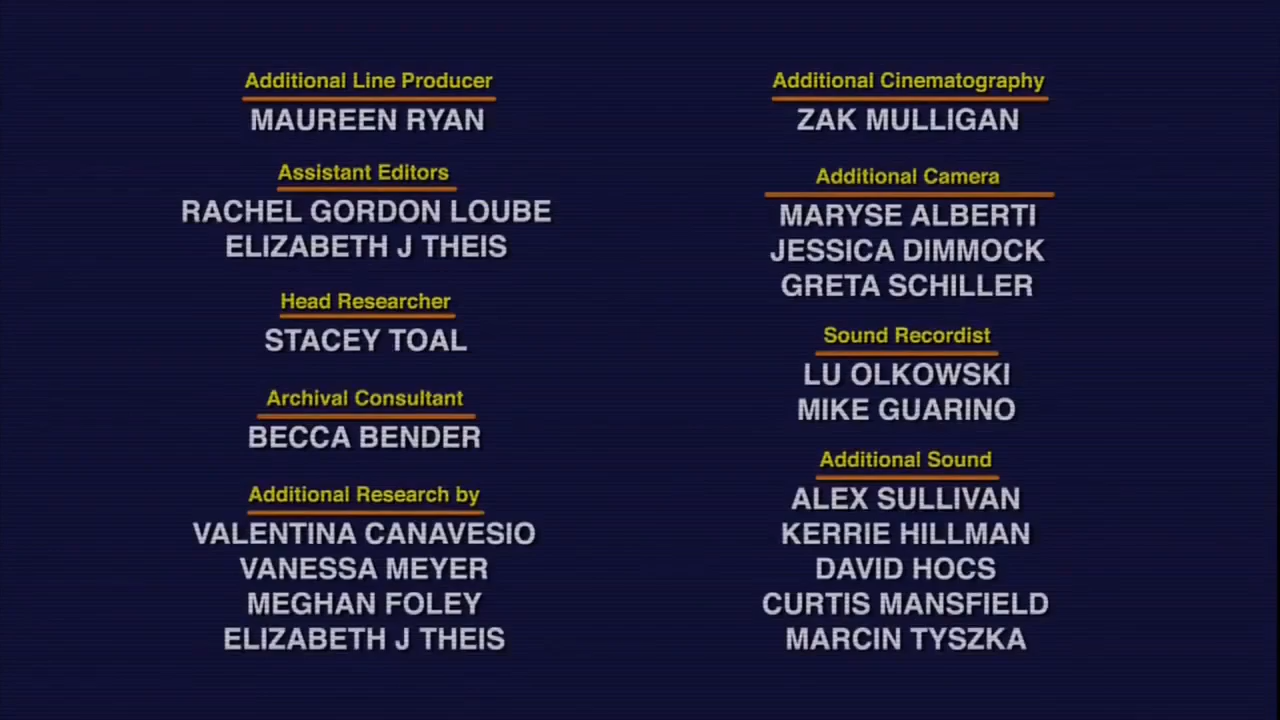 Additional Line Producer
MAUREEN RYAN
Assistant Editors
RACHEL GORDON LOUBE
ELIZABETH J THEIS
Head Researcher
STACEY TOAL
Archival Consultant
BECCA BENDER
Additional Research by
VALENTINA CANAVESIO
VANESSA MEYER
MEGHAN FOLEY
ELIZABETH J THEIS
Additional Cinematography
ZAK MULLIGAN
Additional Camera
MARYSE ALBERTI
JESSICA DIMMOCK
GRETA SCHILLER
Sound Recordist
LU OLKOWSKI
MIKE GUARINO
Additional Sound
ALEX SULLIVAN
KERRIE HILLMAN
DAVID HOCS
CURTIS MANSFIELD
MARCIN TYSZKA